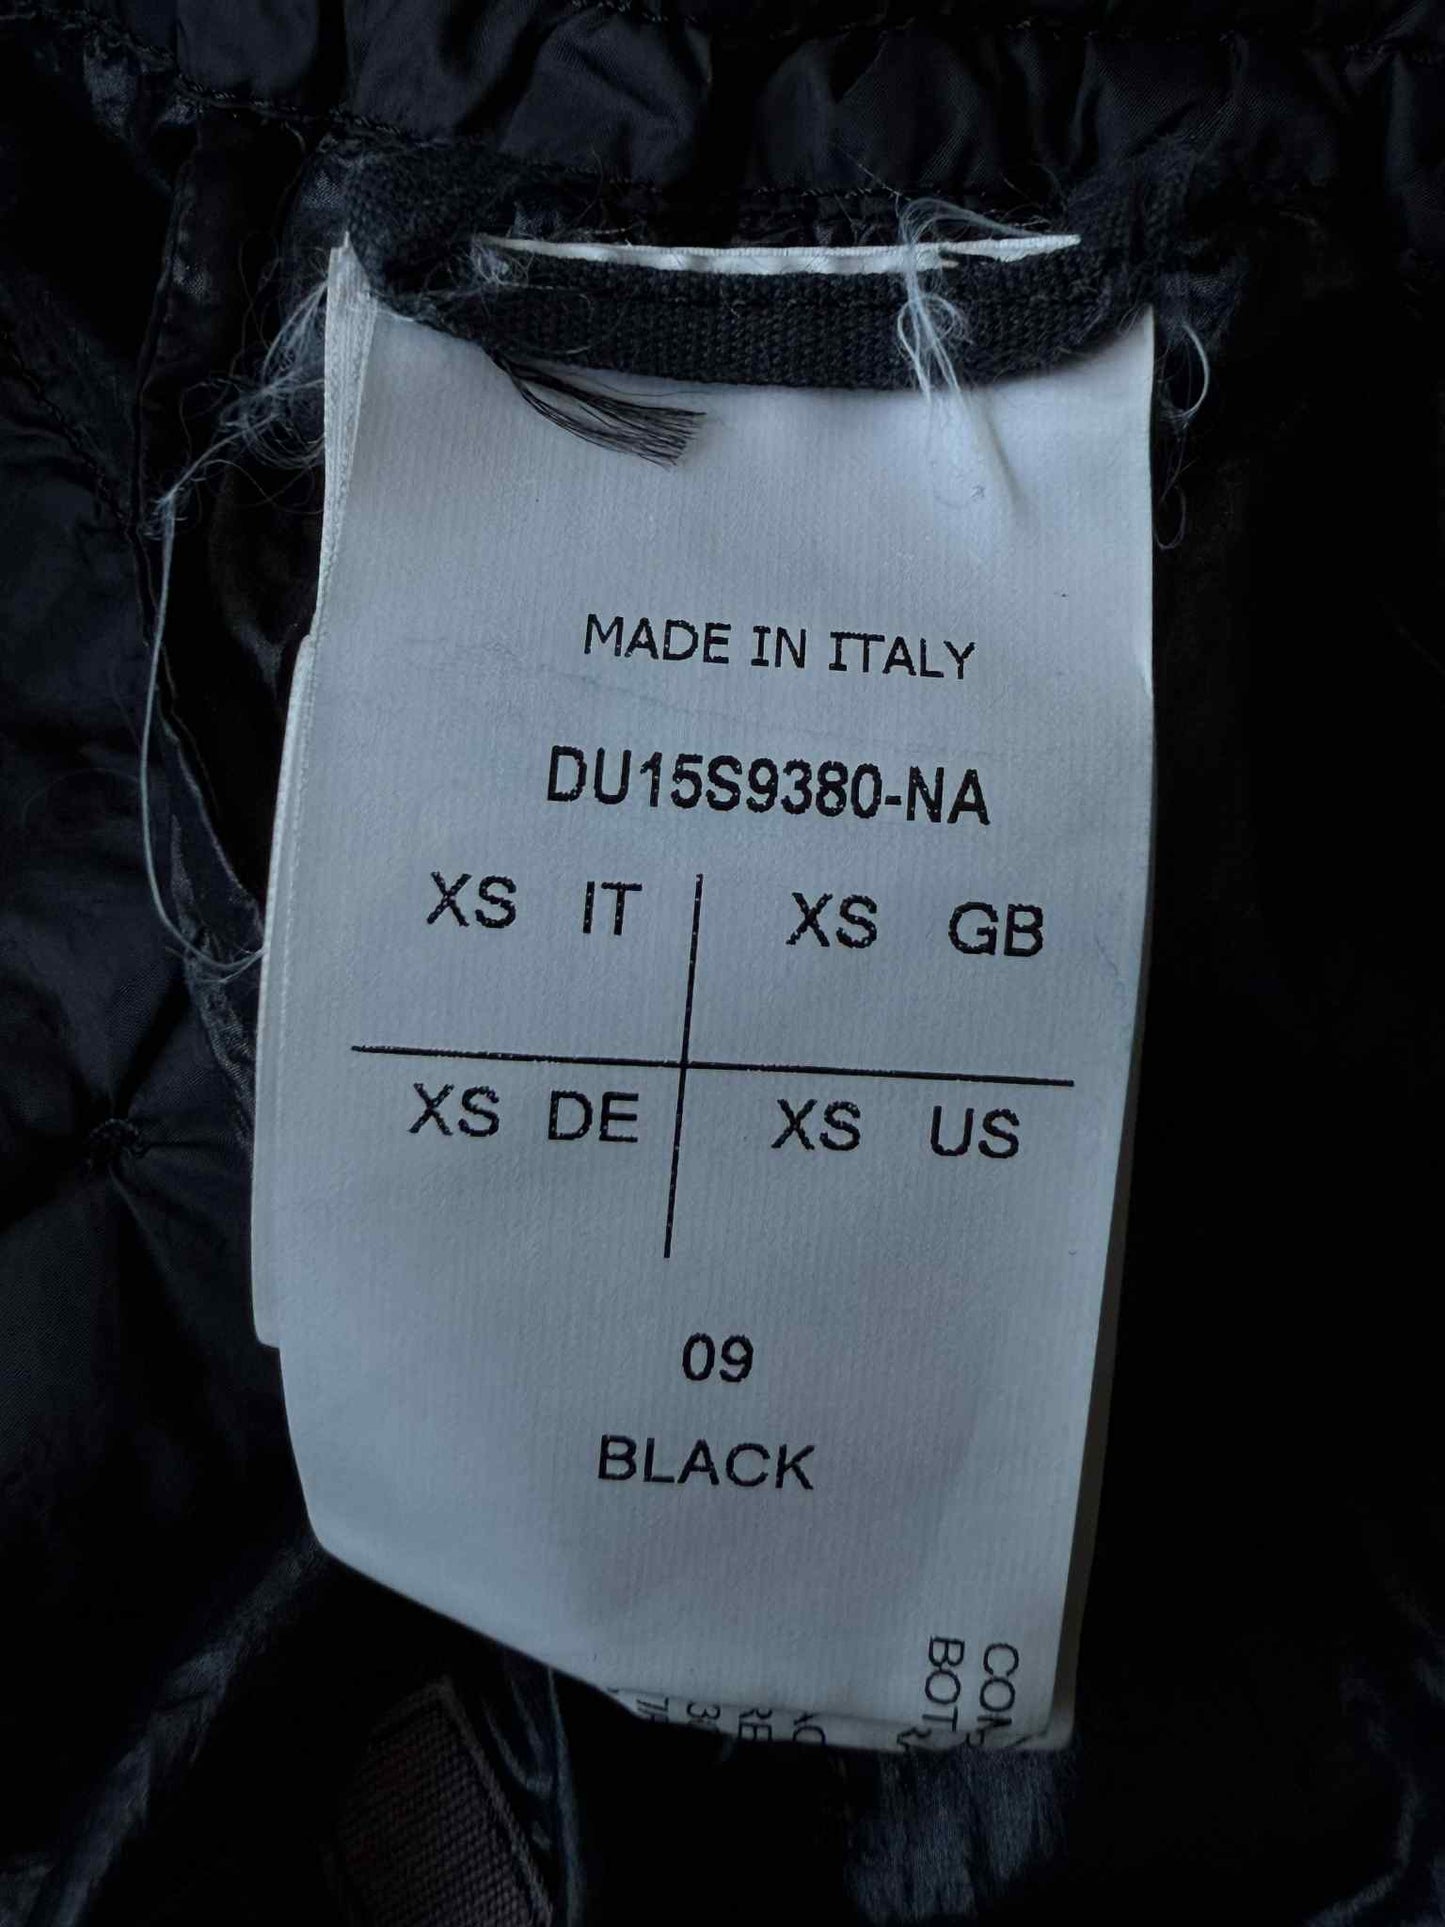 MADE IN ITALY
DU15S9380-NA
XS IT XS GB
XS DE XS US
09
BLACK